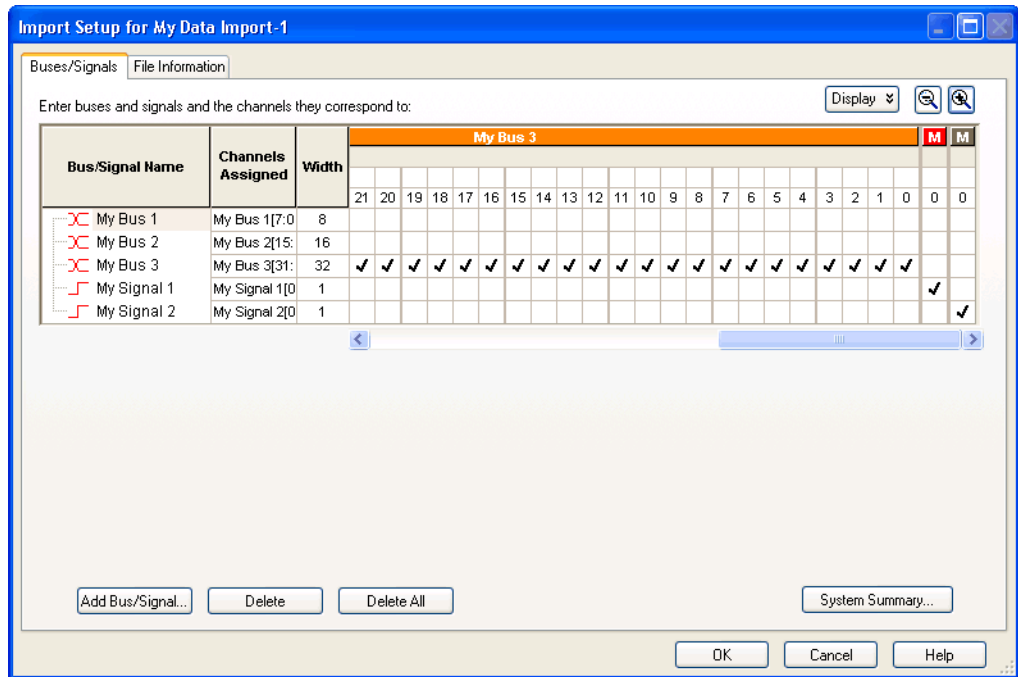 Import Setup for My Data Import-1
Buses/Signals File Information
Enter buses and signals and the channels they correspond to:
Display
Bus/Signal Name Channels Assigned Width My Bus 3 M M
21 20 19 18 17 16 15 14 13 12 11 10 9 8 7 6 5 4 3 2 1 0 0 0
My Bus 1 My Bus 1[7:0 8
My Bus 2 My Bus 2[15: 16
My Bus 3 My Bus 3[31: 32
My Signal 1 My Signal 1[0 1
My Signal 2 My Signal 2[0 1
Add Bus/Signal... Delete Delete All System Summary...
OK Cancel Help